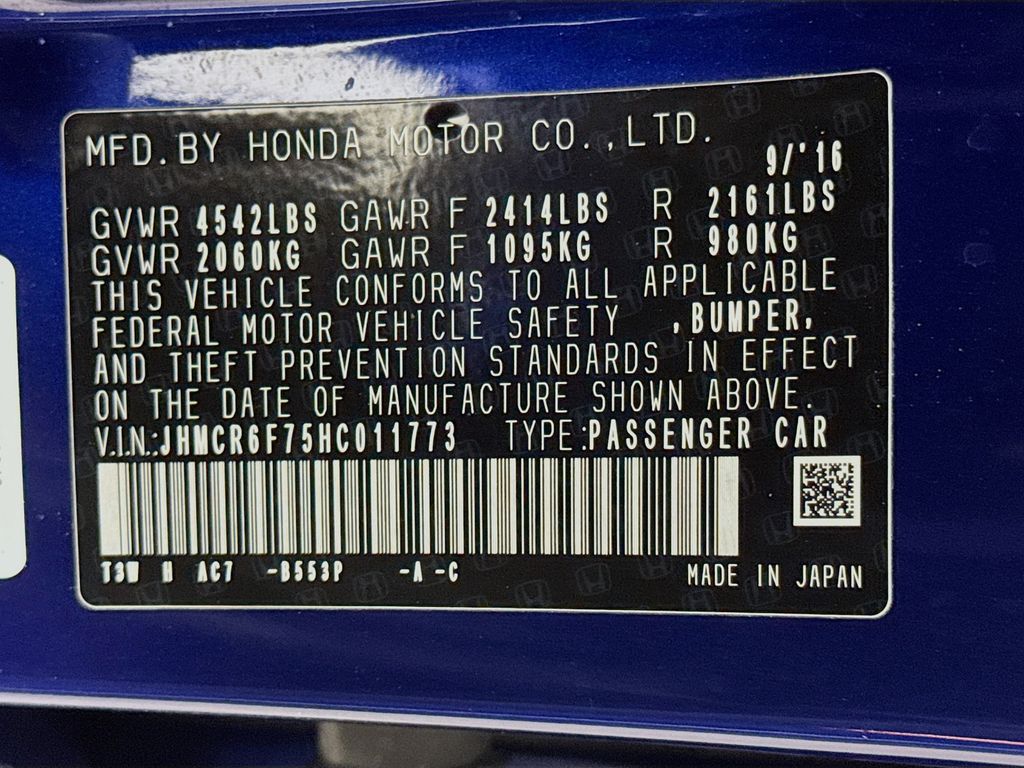 MFD.BY HONDA MOTOR CO.,LTD.
9/'16
GVWR 4542LBS GAWR F 2414LBS R 2161LBS
GVWR 2060KG GAWR F 1095KG R 980KG
THIS VEHICLE CONFORMS TO ALL APPLICABLE
FEDERAL MOTOR VEHICLE SAFETY ,BUMPER,
AND THEFT PREVENTION STANDARDS IN EFFECT
ON THE DATE OF MANUFACTURE SHOWN ABOVE.
V.I.N.:JHMCR6F75HC011773 TYPE:PASSENGER CAR
T3W N AC7 -B553P -A -C MADE IN JAPAN